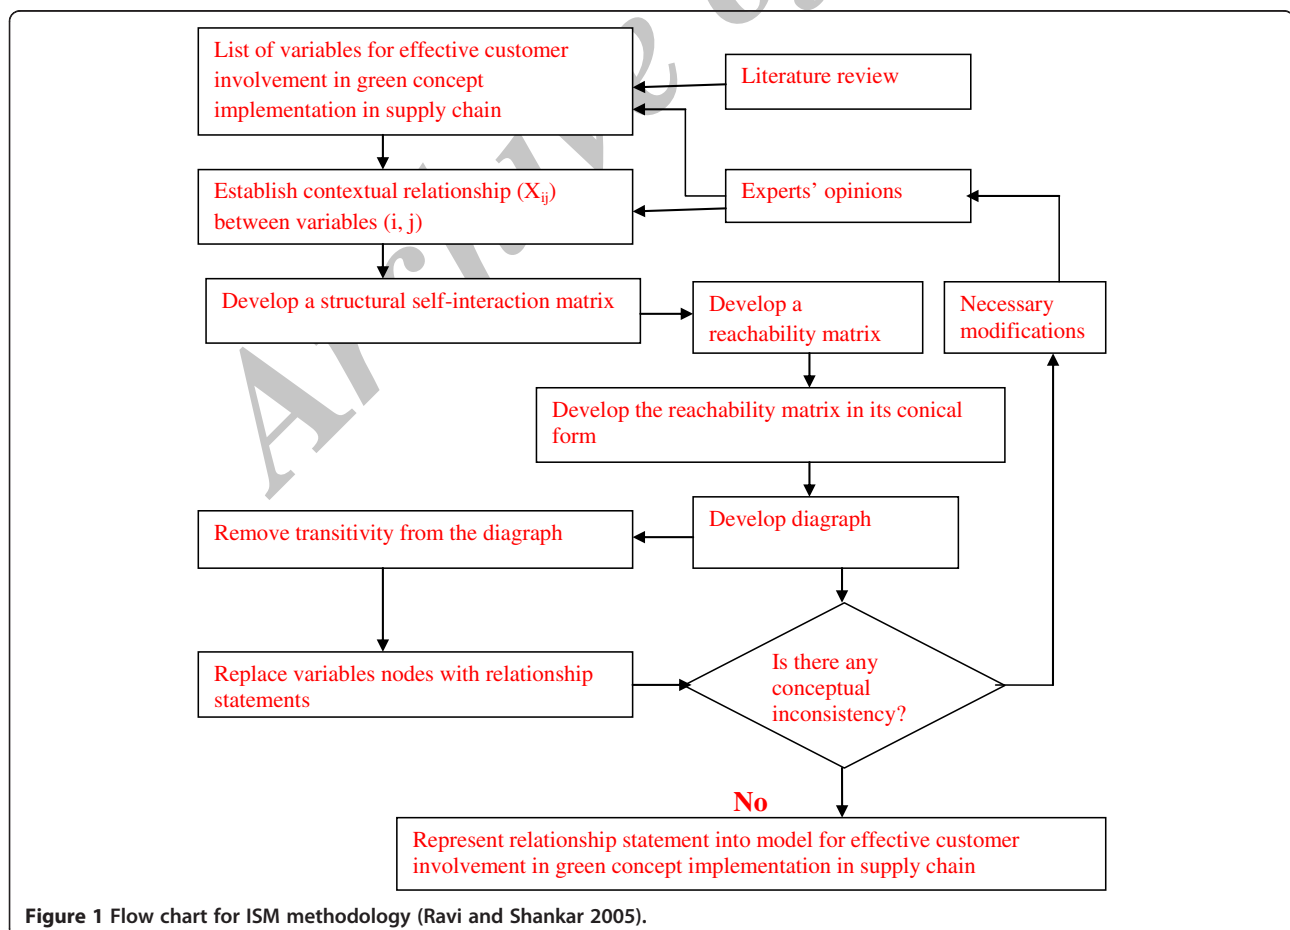 List of variables for effective customer
involvement in green concept
implementation in supply chain
Literature review
Establish contextual relationship (Xij)
between variables (i, j)
Experts' opinions
Develop a structural self-interaction matrix
Develop a
reachability matrix
Necessary
modifications
Develop the reachability matrix in its conical
form
Remove transitivity from the diagraph
Develop diagraph
Replace variables nodes with relationship
statements
Is there any
conceptual
inconsistency?
No
Represent relationship statement into model for effective customer
involvement in green concept implementation in supply chain
Figure 1 Flow chart for ISM methodology (Ravi and Shankar 2005).